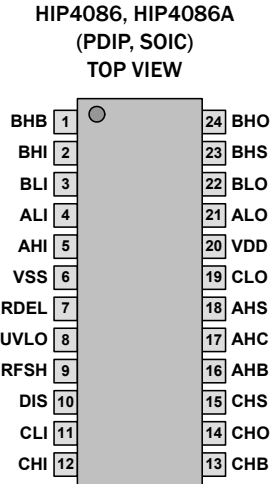 HIP4086, HIP4086A
(PDIP, SOIC)
TOP VIEW
BHB 1 24 BHO
BHI 2 23 BHS
BLI 3 22 BLO
ALI 4 21 ALO
AHI 5 20 VDD
VSS 6 19 CLO
RDEL 7 18 AHS
UVLO 8 17 AHC
RFSH 9 16 AHB
DIS 10 15 CHS
CLI 11 14 CHO
CHI 12 13 CHB